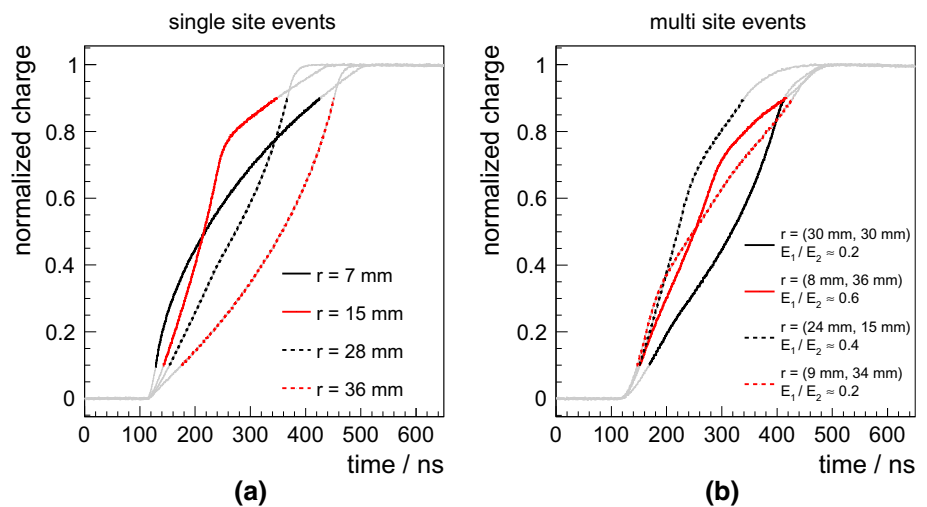 single site events
normalized charge
1
0.8
0.6
0.4
0.2
0
r = 7 mm
r = 15 mm
r = 28 mm
r = 36 mm
0 100 200 300 400 500 600
time / ns
(a)
multi site events
normalized charge
1
0.8
0.6
0.4
0.2
0
r = (30 mm, 30 mm)
E₁ / E₂ ≈ 0.2
r = (8 mm, 36 mm)
E₁ / E₂ ≈ 0.6
r = (24 mm, 15 mm)
E₁ / E₂ ≈ 0.4
r = (9 mm, 34 mm)
E₁ / E₂ ≈ 0.2
0 100 200 300 400 500 600
time / ns
(b)